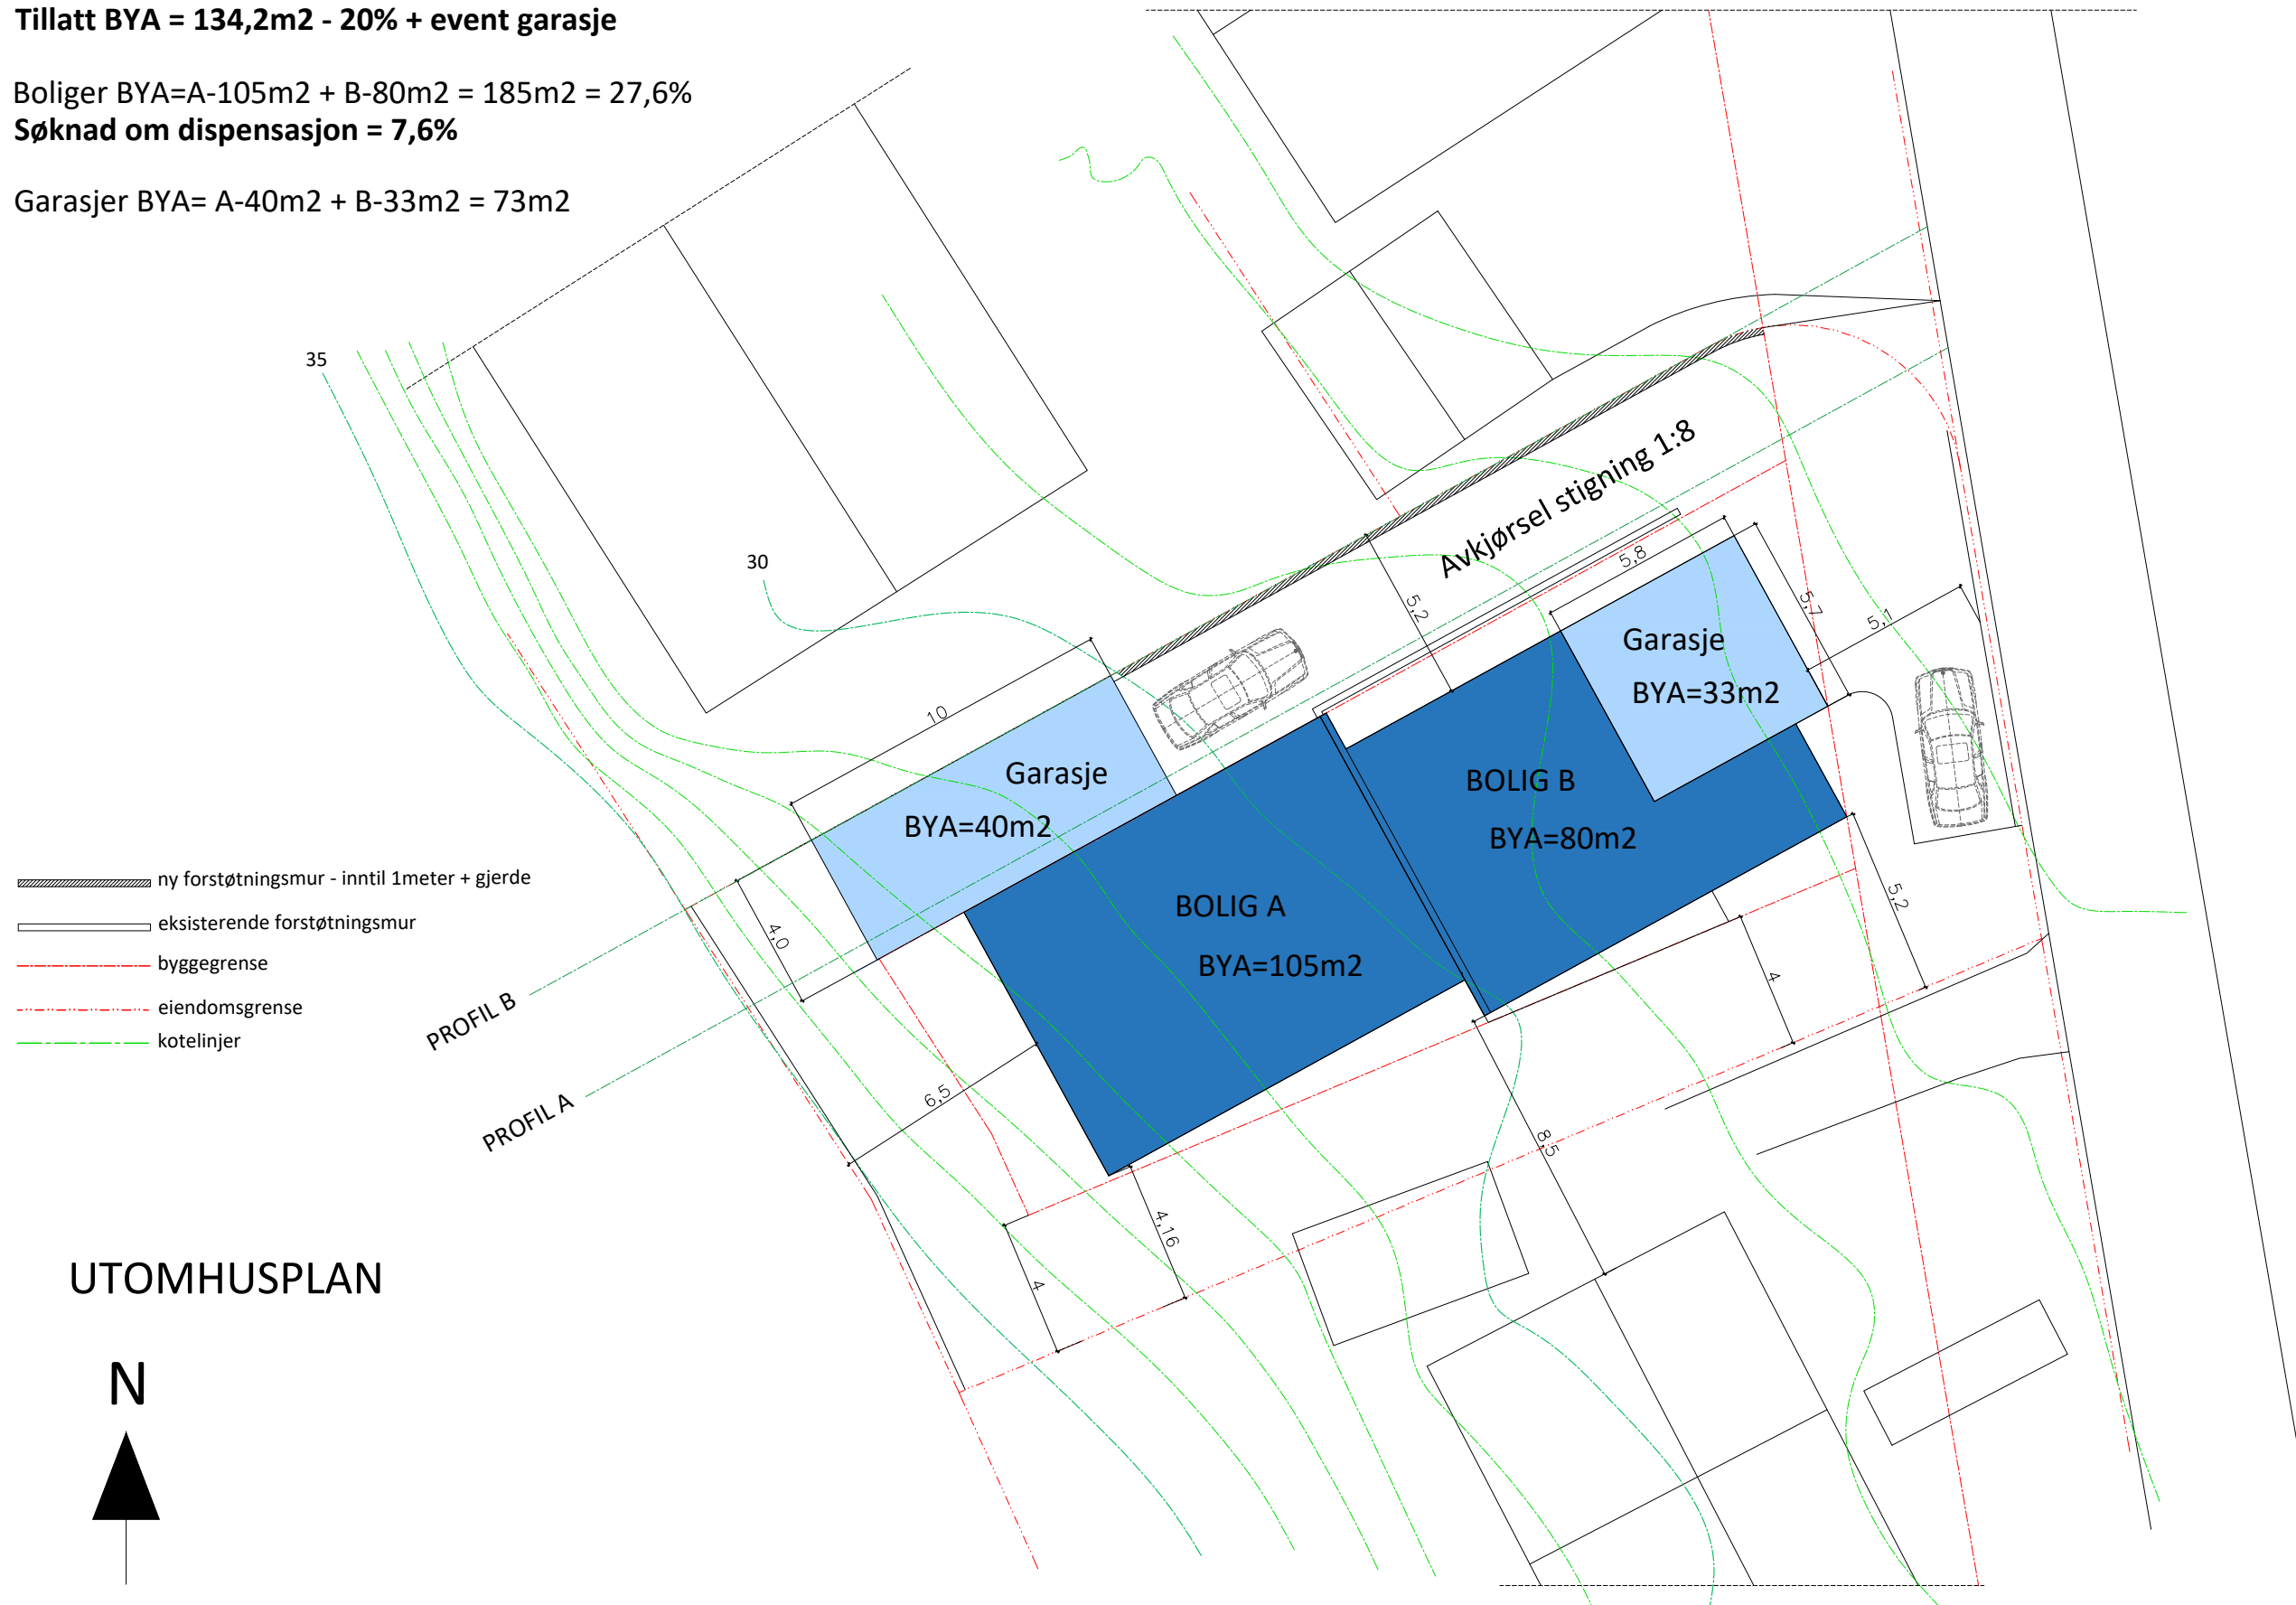 Tillatt BYA = 134,2m2 - 20% + event garasje
Boliger BYA=A-105m2 + B-80m2 = 185m2 = 27,6%
Søknad om dispensasjon = 7,6%
Garasjer BYA= A-40m2 + B-33m2 = 73m2
35
30
Avkjørsel stigning 1:8
5,8
5,2
5,7
5,1
Garasje
BYA=33m2
10
Garasje
BYA=40m2
BOLIG B
BYA=80m2
BOLIG A
BYA=105m2
4,0
5,2
4
6,5
8,5
4,16
4
ny forstøtningsmur - inntil 1meter + gjerde
eksisterende forstøtningsmur
byggegrense
eiendomsgrense
kotelinjer
PROFIL B
PROFIL A
UTOMHUSPLAN
N